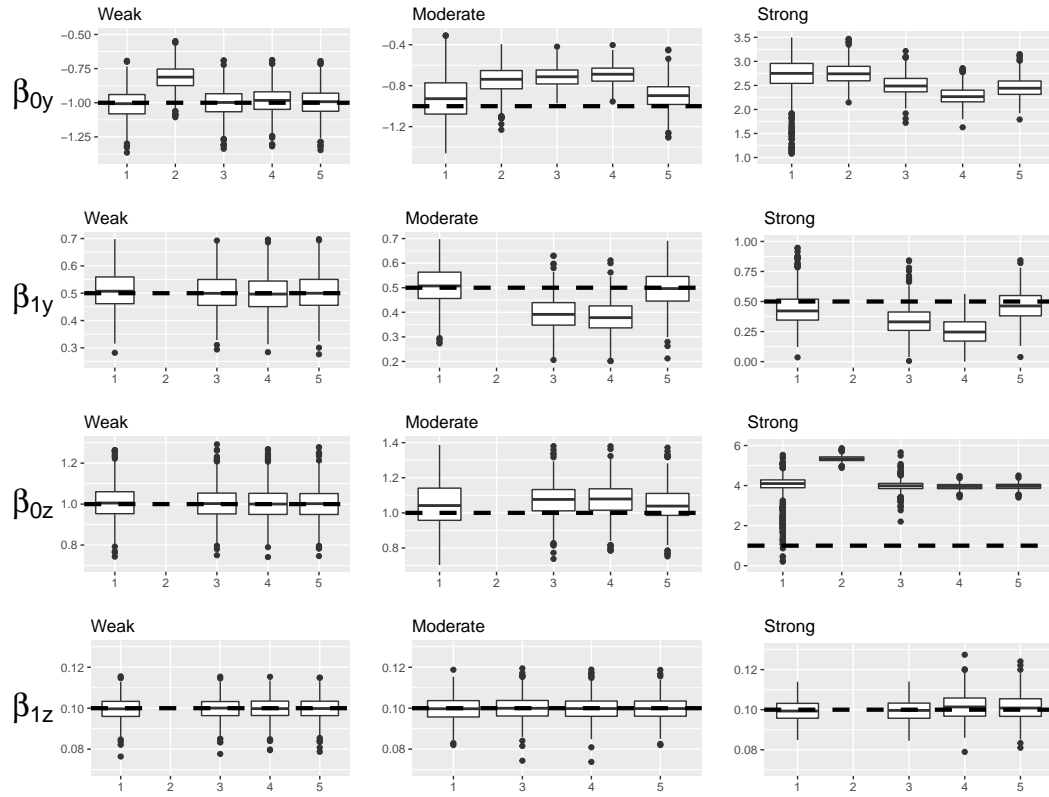 Weak
Moderate
Strong
β0y
−0.50
−0.75
−1.00
−1.25
1 2 3 4 5
−0.4
−0.8
−1.2
1 2 3 4 5
3.5
3.0
2.5
2.0
1.5
1.0
1 2 3 4 5
Weak
Moderate
Strong
β1y
0.7
0.6
0.5
0.4
0.3
1 2 3 4 5
0.7
0.6
0.5
0.4
0.3
0.2
1 2 3 4 5
1.00
0.75
0.50
0.25
0.00
1 2 3 4 5
Weak
Moderate
Strong
β0z
1.2
1.0
0.8
1 2 3 4 5
1.4
1.2
1.0
0.8
1 2 3 4 5
6
4
2
0
1 2 3 4 5
Weak
Moderate
Strong
β1z
0.12
0.10
0.08
1 2 3 4 5
0.12
0.10
0.08
1 2 3 4 5
0.12
0.10
0.08
1 2 3 4 5